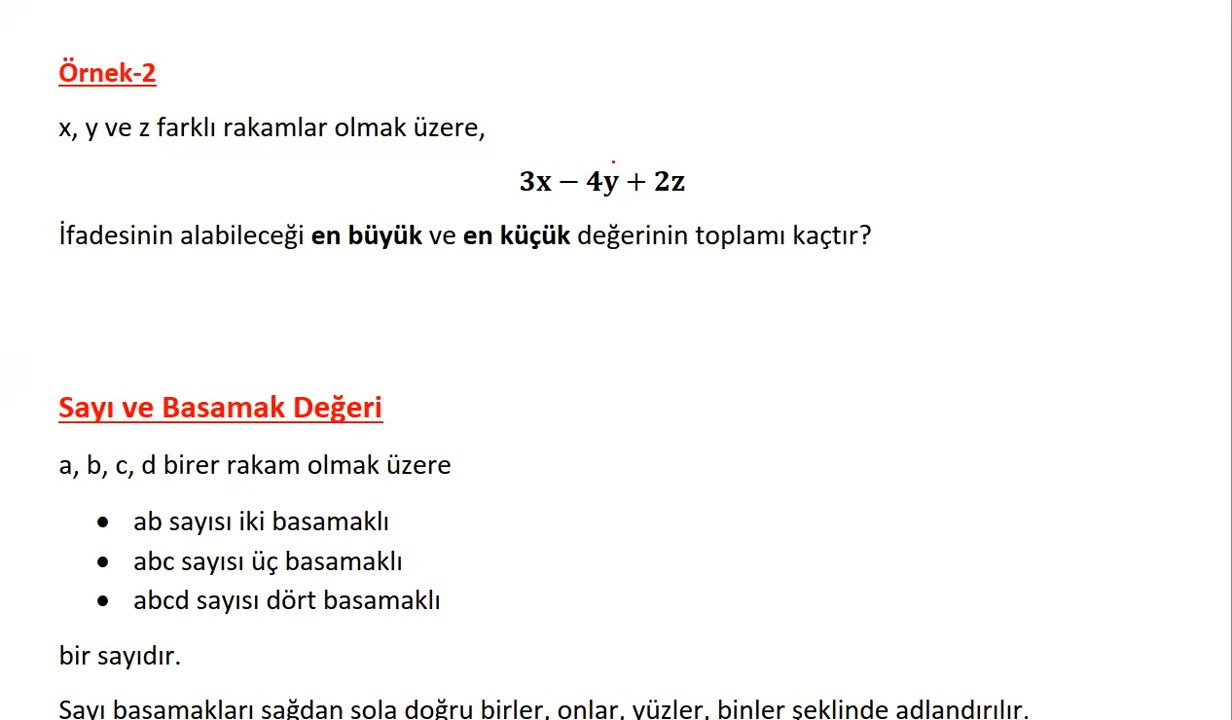 Örnek-2
x, y ve z farklı rakamlar olmak üzere,
3x − 4y + 2z
İfadesinin alabileceği en büyük ve en küçük değerinin toplamı kaçtır?
Sayı ve Basamak Değeri
a, b, c, d birer rakam olmak üzere
• ab sayısı iki basamaklı
• abc sayısı üç basamaklı
• abcd sayısı dört basamaklı
bir sayıdır.
Sayı basamakları sağdan sola doğru birler, onlar, yüzler, binler şeklinde adlandırılır.